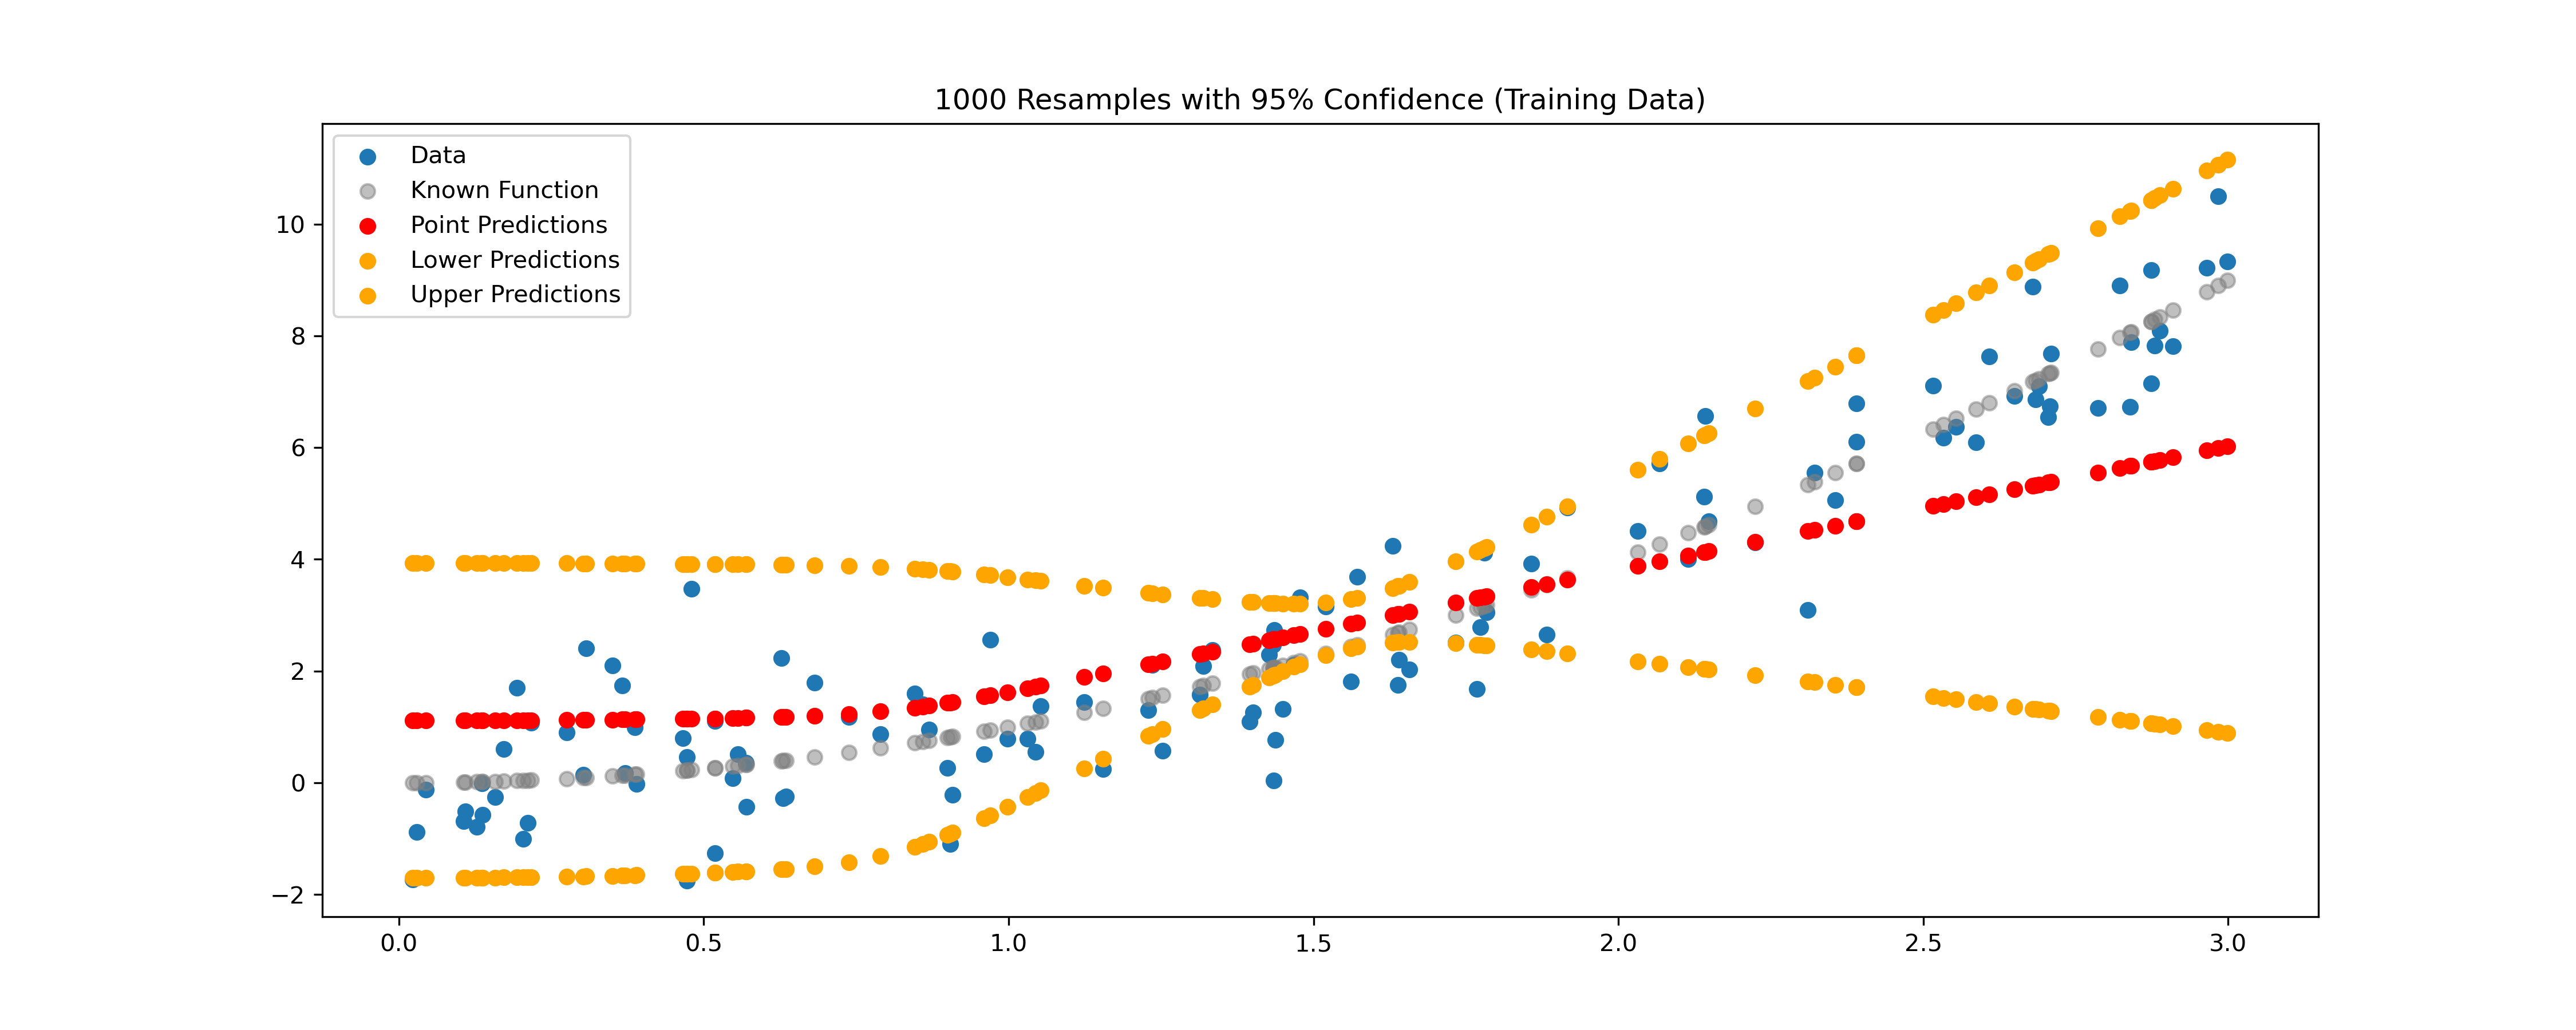 1000 Resamples with 95% Confidence (Training Data)
Data
Known Function
Point Predictions
Lower Predictions
Upper Predictions
10
8
6
4
2
0
−2
0.0 0.5 1.0 1.5 2.0 2.5 3.0